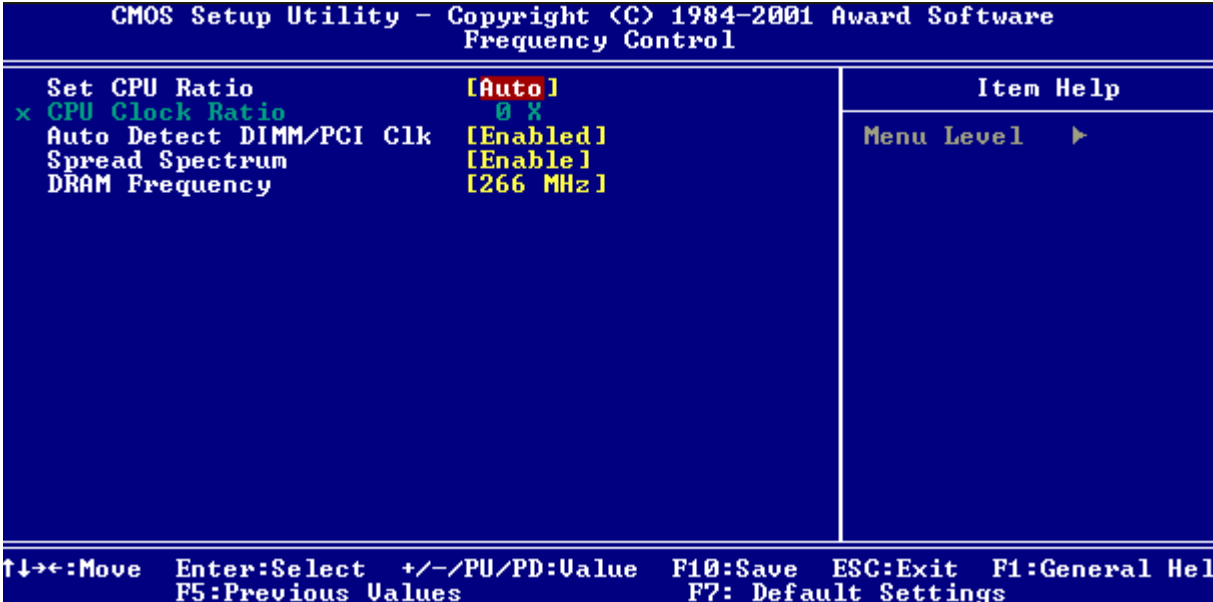 CMOS Setup Utility – Copyright (C) 1984–2001 Award Software
Frequency Control
Set CPU Ratio [Auto]
x CPU Clock Ratio 0 X
Auto Detect DIMM/PCI Clk [Enabled]
Spread Spectrum [Enable]
DRAM Frequency [266 MHz]
Item Help
Menu Level ►
↑↓→←:Move Enter:Select +/-/PU/PD:Value F10:Save ESC:Exit F1:General Hel
F5:Previous Values F7: Default Settings